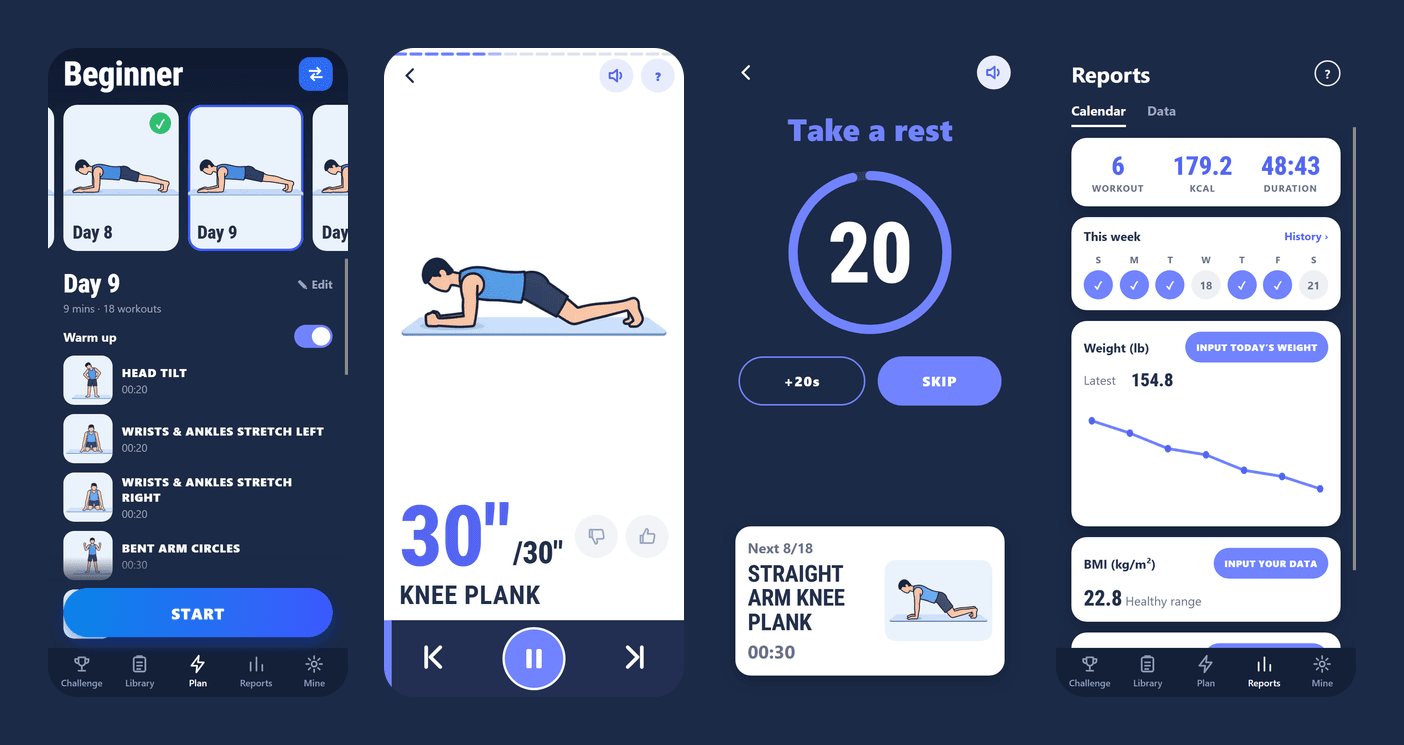 Beginner
Day 8
Day 9
Day
Day 9
Edit
9 mins · 18 workouts
Warm up
HEAD TILT
00:20
WRISTS & ANKLES STRETCH LEFT
00:20
WRISTS & ANKLES STRETCH
RIGHT
00:20
BENT ARM CIRCLES
00:30
START
Challenge
Library
Plan
Reports
Mine
?
30"
/30"
KNEE PLANK
Take a rest
20
+20s
SKIP
Next 8/18
STRAIGHT
ARM KNEE
PLANK
00:30
Reports
?
Calendar
Data
6
179.2
48:43
WORKOUT
KCAL
DURATION
This week
History ›
S M T W T F S
18
21
Weight (lb)
INPUT TODAY'S WEIGHT
Latest 154.8
BMI (kg/m²)
INPUT YOUR DATA
22.8 Healthy range
Challenge
Library
Plan
Reports
Mine